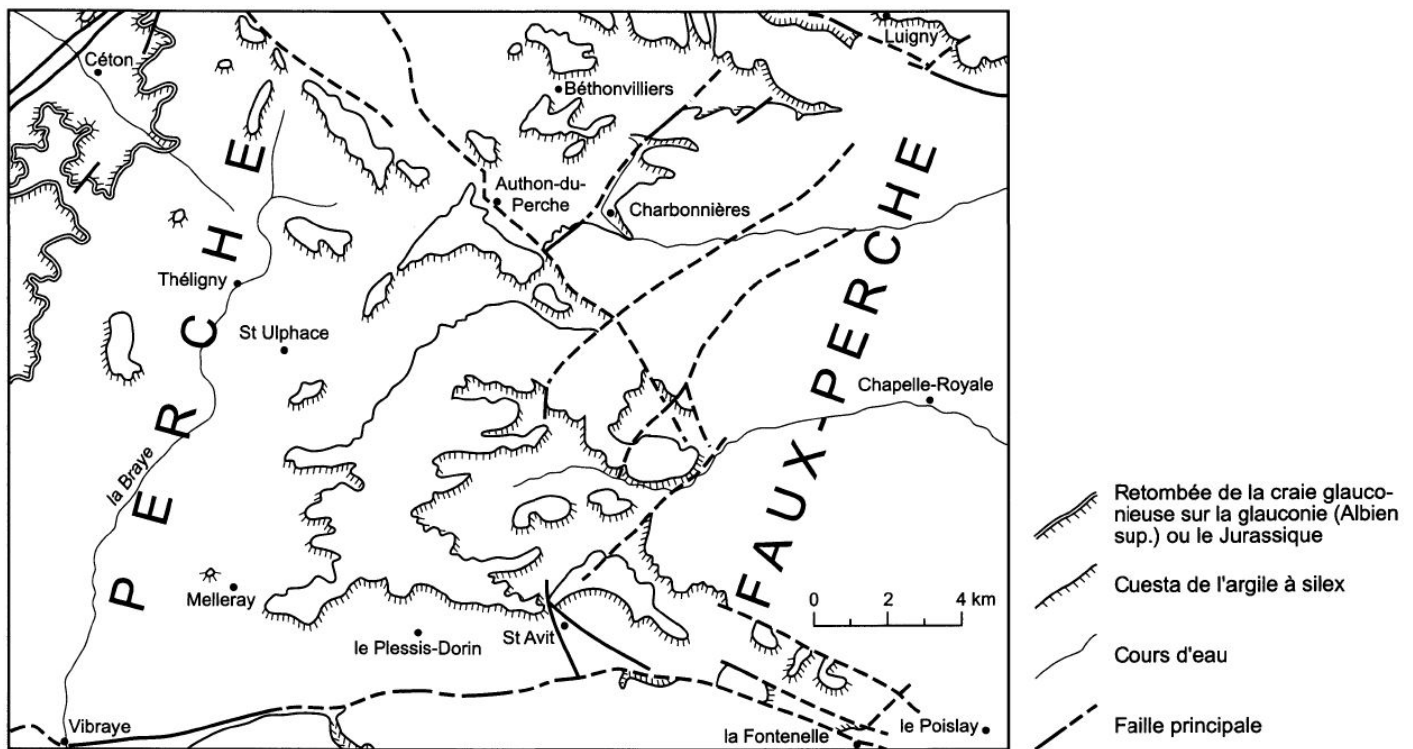 Luigny
Céton
Béthonvilliers
Authon-du-
Perche
Charbonnières
Théligny
St Ulphace
Chapelle-Royale
la Braye
PERCHE
FAUX-PERCHE
Melleray
le Plessis-Dorin
St Avit
0 2 4 km
Vibraye
la Fontenelle
le Poislay
Retombée de la craie glauco-
nieuse sur la glauconie (Albien
sup.) ou le Jurassique
Cuesta de l'argile à silex
Cours d'eau
Faille principale